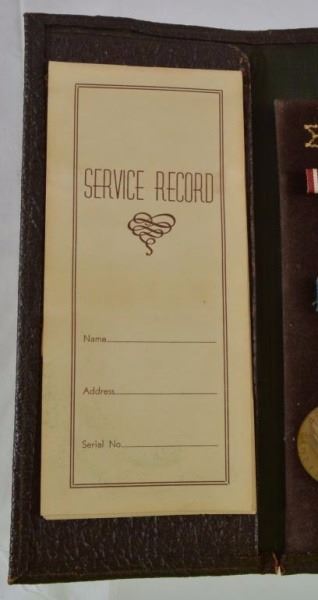 SERVICE RECORD
Name
Address
Serial No.